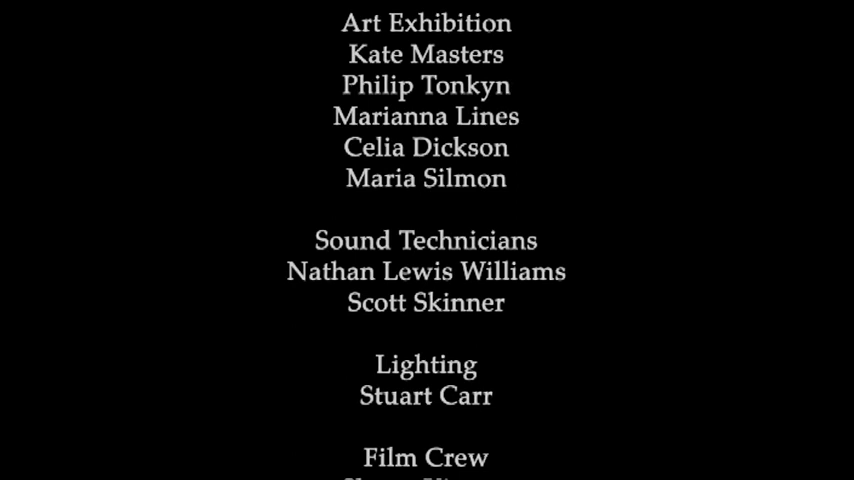 Art Exhibition
Kate Masters
Philip Tonkyn
Marianna Lines
Celia Dickson
Maria Silmon
Sound Technicians
Nathan Lewis Williams
Scott Skinner
Lighting
Stuart Carr
Film Crew